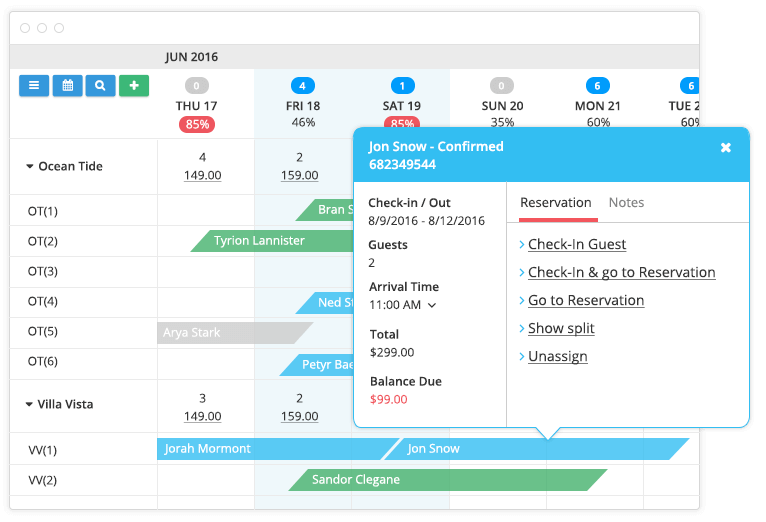 JUN 2016
0 4 1 0 6 6
THU 17 FRI 18 SAT 19 SUN 20 MON 21 TUE
85% 46% 85% 35% 60% 60%
Jon Snow - Confirmed
682349544
Ocean Tide 4 2
149.00 159.00
Check-in / Out
8/9/2016 - 8/12/2016
Guests
2
Arrival Time
11:00 AM
Total
$299.00
Balance Due
$99.00
Reservation Notes
Check-In Guest
Check-In & go to Reservation
Go to Reservation
Show split
Unassign
OT(1) Bran
OT(2) Tyrion Lannister
OT(3)
OT(4) Ned
OT(5) Arya Stark
OT(6) Petyr
Villa Vista 3 2
149.00 159.00
VV(1) Jorah Mormont Jon Snow
VV(2) Sandor Clegane